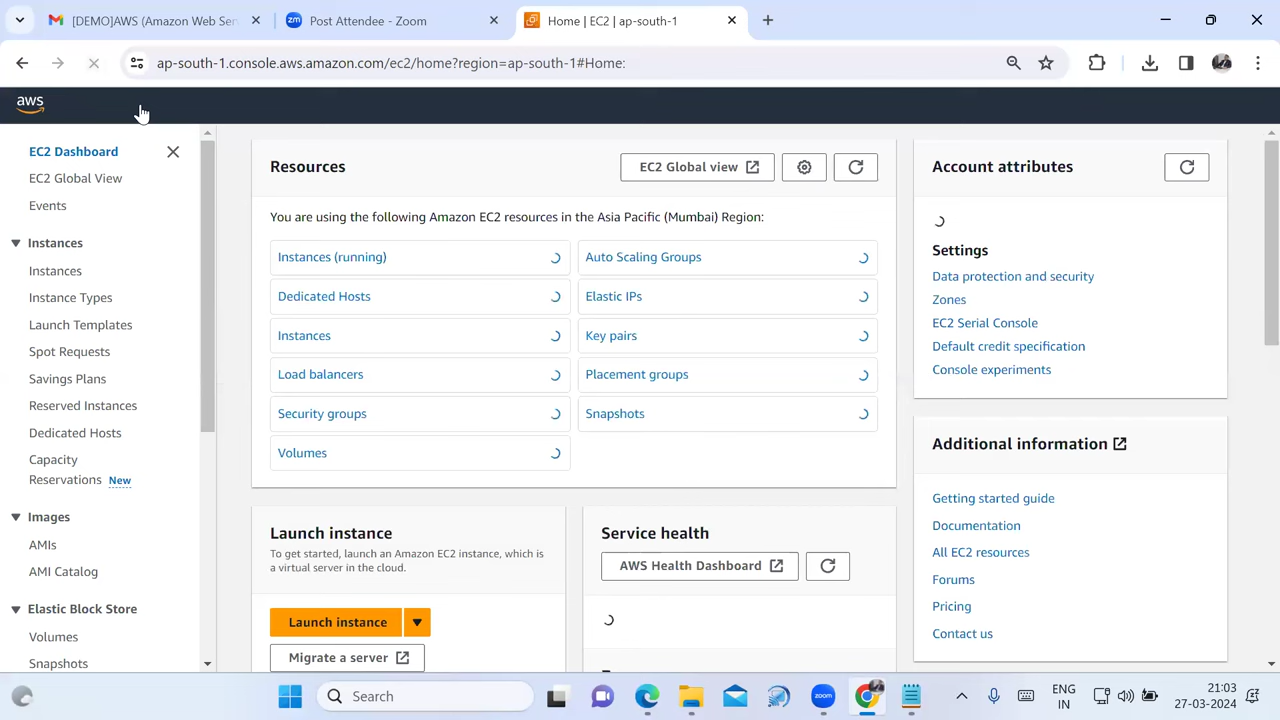 [DEMO]AWS (Amazon Web Ser
Post Attendee - Zoom
Home | EC2 | ap-south-1
ap-south-1.console.aws.amazon.com/ec2/home?region=ap-south-1#Home:
aws
EC2 Dashboard
EC2 Global View
Events
Instances
Instances
Instance Types
Launch Templates
Spot Requests
Savings Plans
Reserved Instances
Dedicated Hosts
Capacity
Reservations New
Images
AMIs
AMI Catalog
Elastic Block Store
Volumes
Snapshots
Resources
EC2 Global view
You are using the following Amazon EC2 resources in the Asia Pacific (Mumbai) Region:
Instances (running)
Auto Scaling Groups
Dedicated Hosts
Elastic IPs
Instances
Key pairs
Load balancers
Placement groups
Security groups
Snapshots
Volumes
Launch instance
To get started, launch an Amazon EC2 instance, which is
a virtual server in the cloud.
Launch instance
Migrate a server
Service health
AWS Health Dashboard
Account attributes
Settings
Data protection and security
Zones
EC2 Serial Console
Default credit specification
Console experiments
Additional information
Getting started guide
Documentation
All EC2 resources
Forums
Pricing
Contact us
Search
zoom
ENG
IN
21:03
27-03-2024